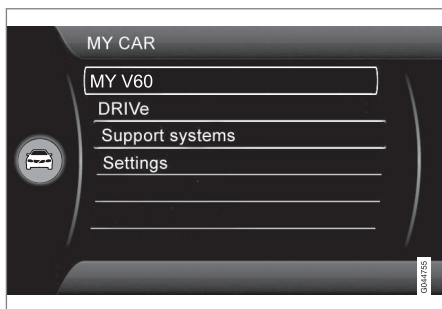 MY CAR
MY V60
DRIVe
Support systems
Settings
G044755